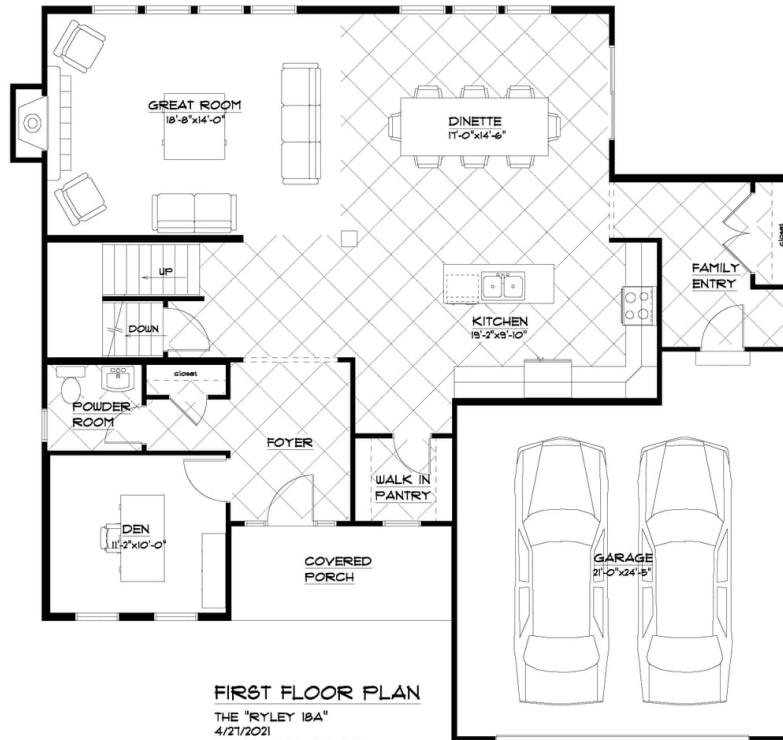 GREAT ROOM
18'-8"x14'-0"
DINETTE
17'-0"x14'-6"
UP
DOWN
FAMILY
ENTRY
closet
KITCHEN
19'-2"x9'-10"
closet
POWDER
ROOM
FOYER
WALK IN
PANTRY
DEN
11'-2"x10'-0"
COVERED
PORCH
GARAGE
21'-0"x24'-5"
FIRST FLOOR PLAN
THE "RYLEY 18A"
4/27/2021